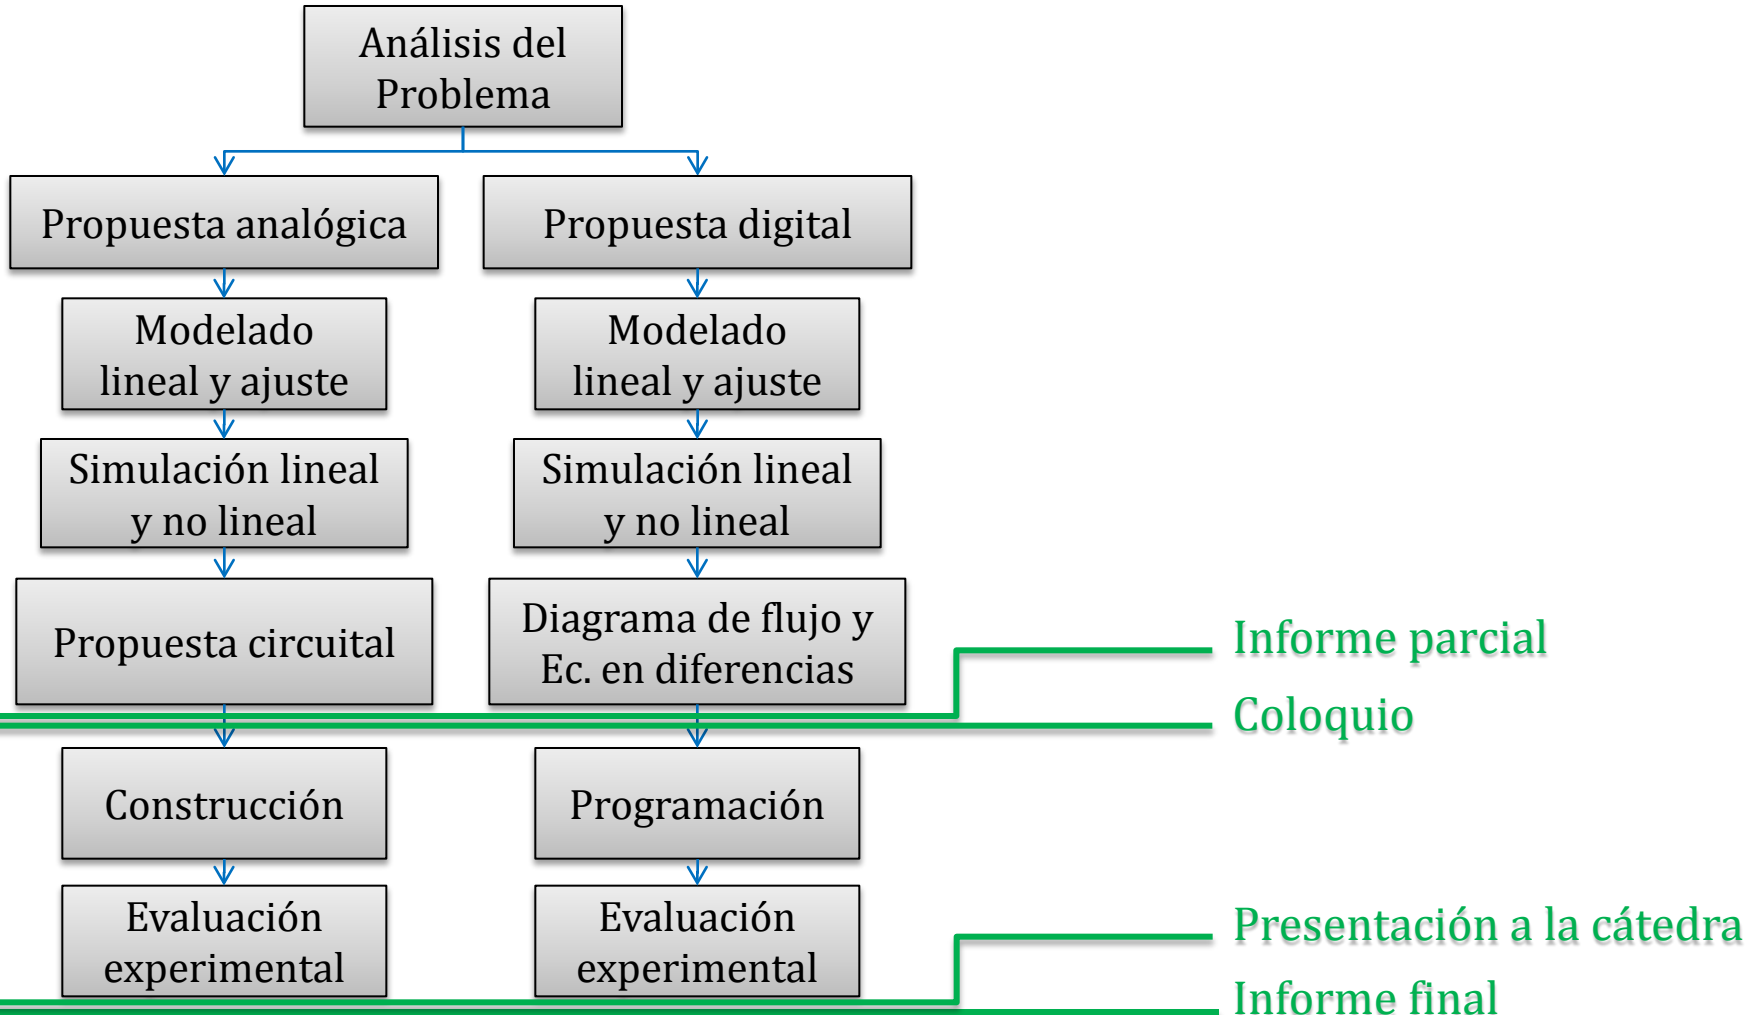 Análisis del
Problema
Propuesta analógica
Propuesta digital
Modelado
lineal y ajuste
Modelado
lineal y ajuste
Simulación lineal
y no lineal
Simulación lineal
y no lineal
Propuesta circuital
Diagrama de flujo y
Ec. en diferencias
Informe parcial
Coloquio
Construcción
Programación
Evaluación
experimental
Evaluación
experimental
Presentación a la cátedra
Informe final